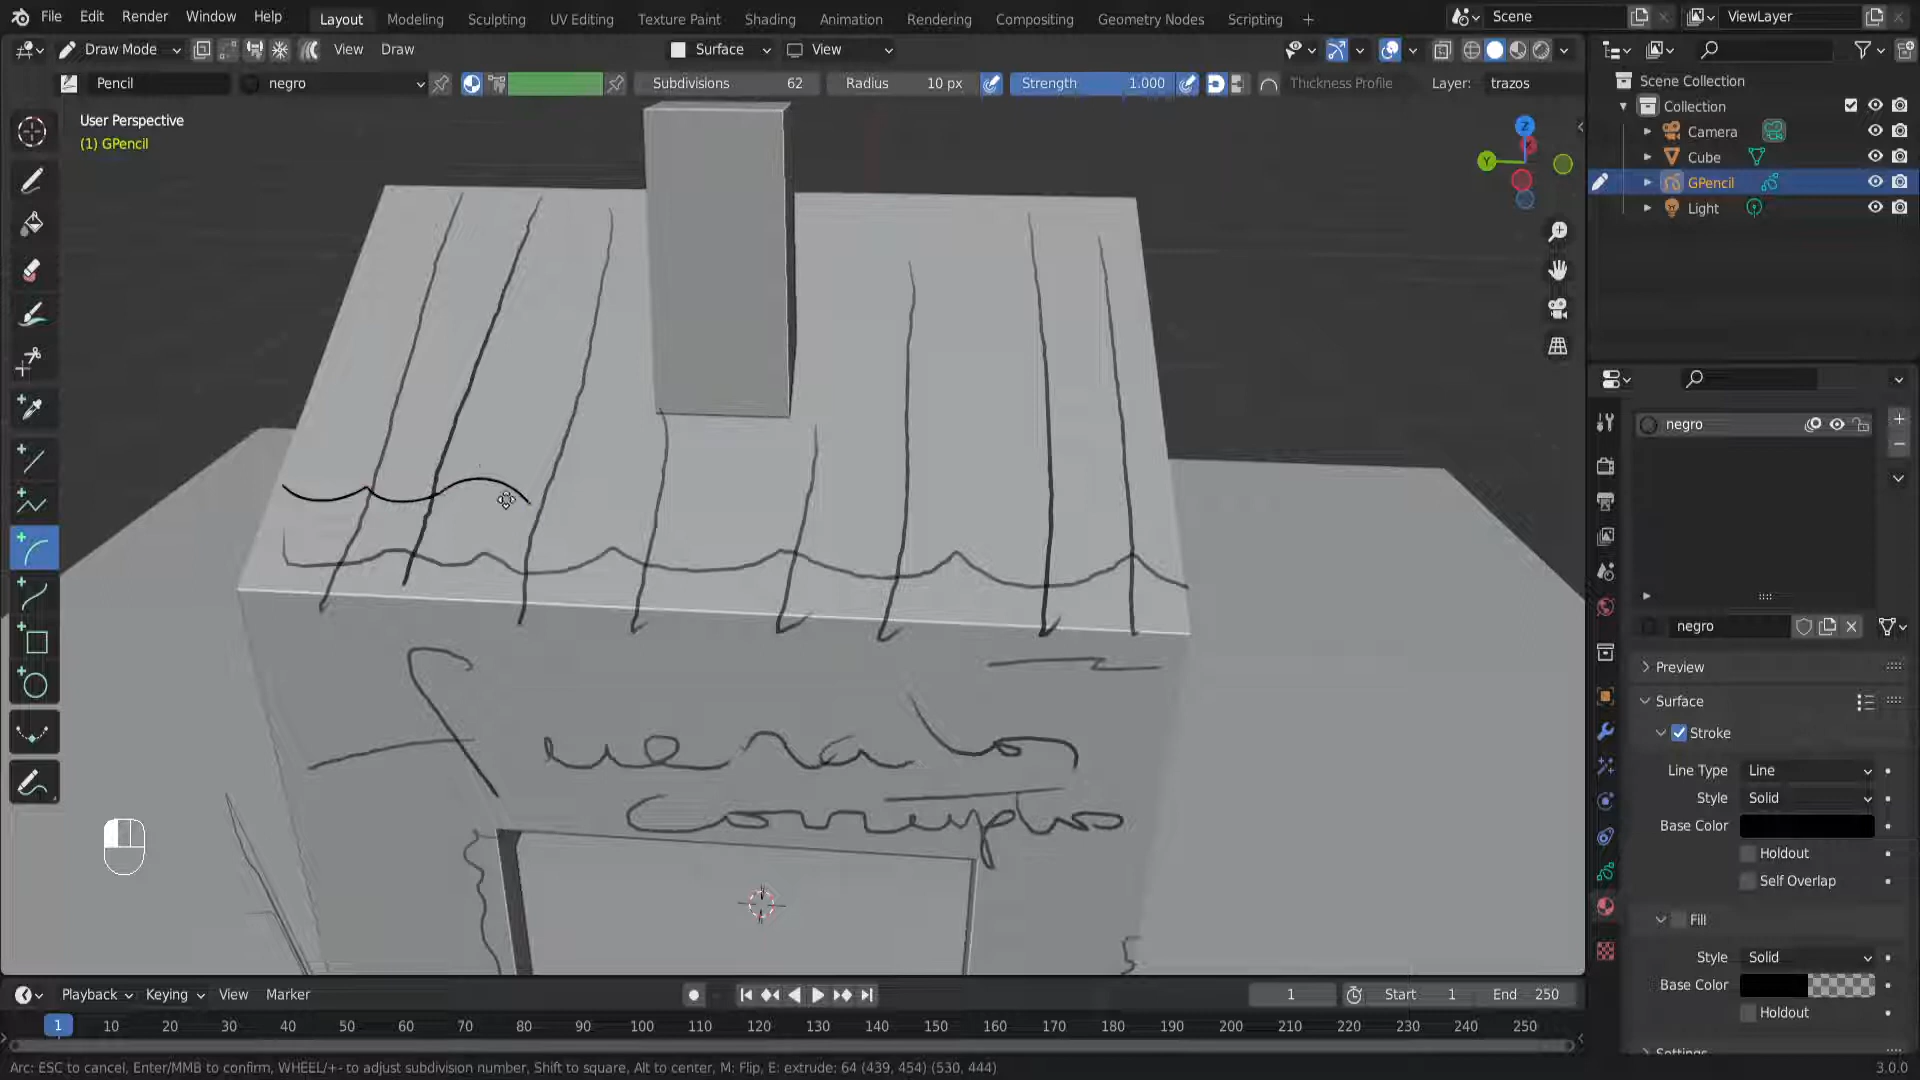 File Edit Render Window Help Layout Modeling Sculpting UV Editing Texture Paint Shading Animation Rendering Compositing Geometry Nodes Scripting + Scene ViewLayer
Draw Mode View Draw Surface View
Pencil negro Subdivisions 62 Radius 10 px Strength 1.000 Thickness Profile Layer: trazos
Scene Collection
Collection
Camera
Cube
GPencil
Light
User Perspective
(1) GPencil
Z
Y
negro
negro
Preview
Surface
Stroke
Line Type Line
Style Solid
Base Color
Holdout
Self Overlap
Fill
Style Solid
Base Color
Holdout
Settings
Corruptos
Playback Keying View Marker 1 Start 1 End 250
1 10 20 30 40 50 60 70 80 90 100 110 120 130 140 150 160 170 180 190 200 210 220 230 240 250
Arc: ESC to cancel, Enter/MMB to confirm, WHEEL/+- to adjust subdivision number, Shift to square, Alt to center, M: Flip, E: extrude: 64 (439, 454) (530, 444) 3.0.0